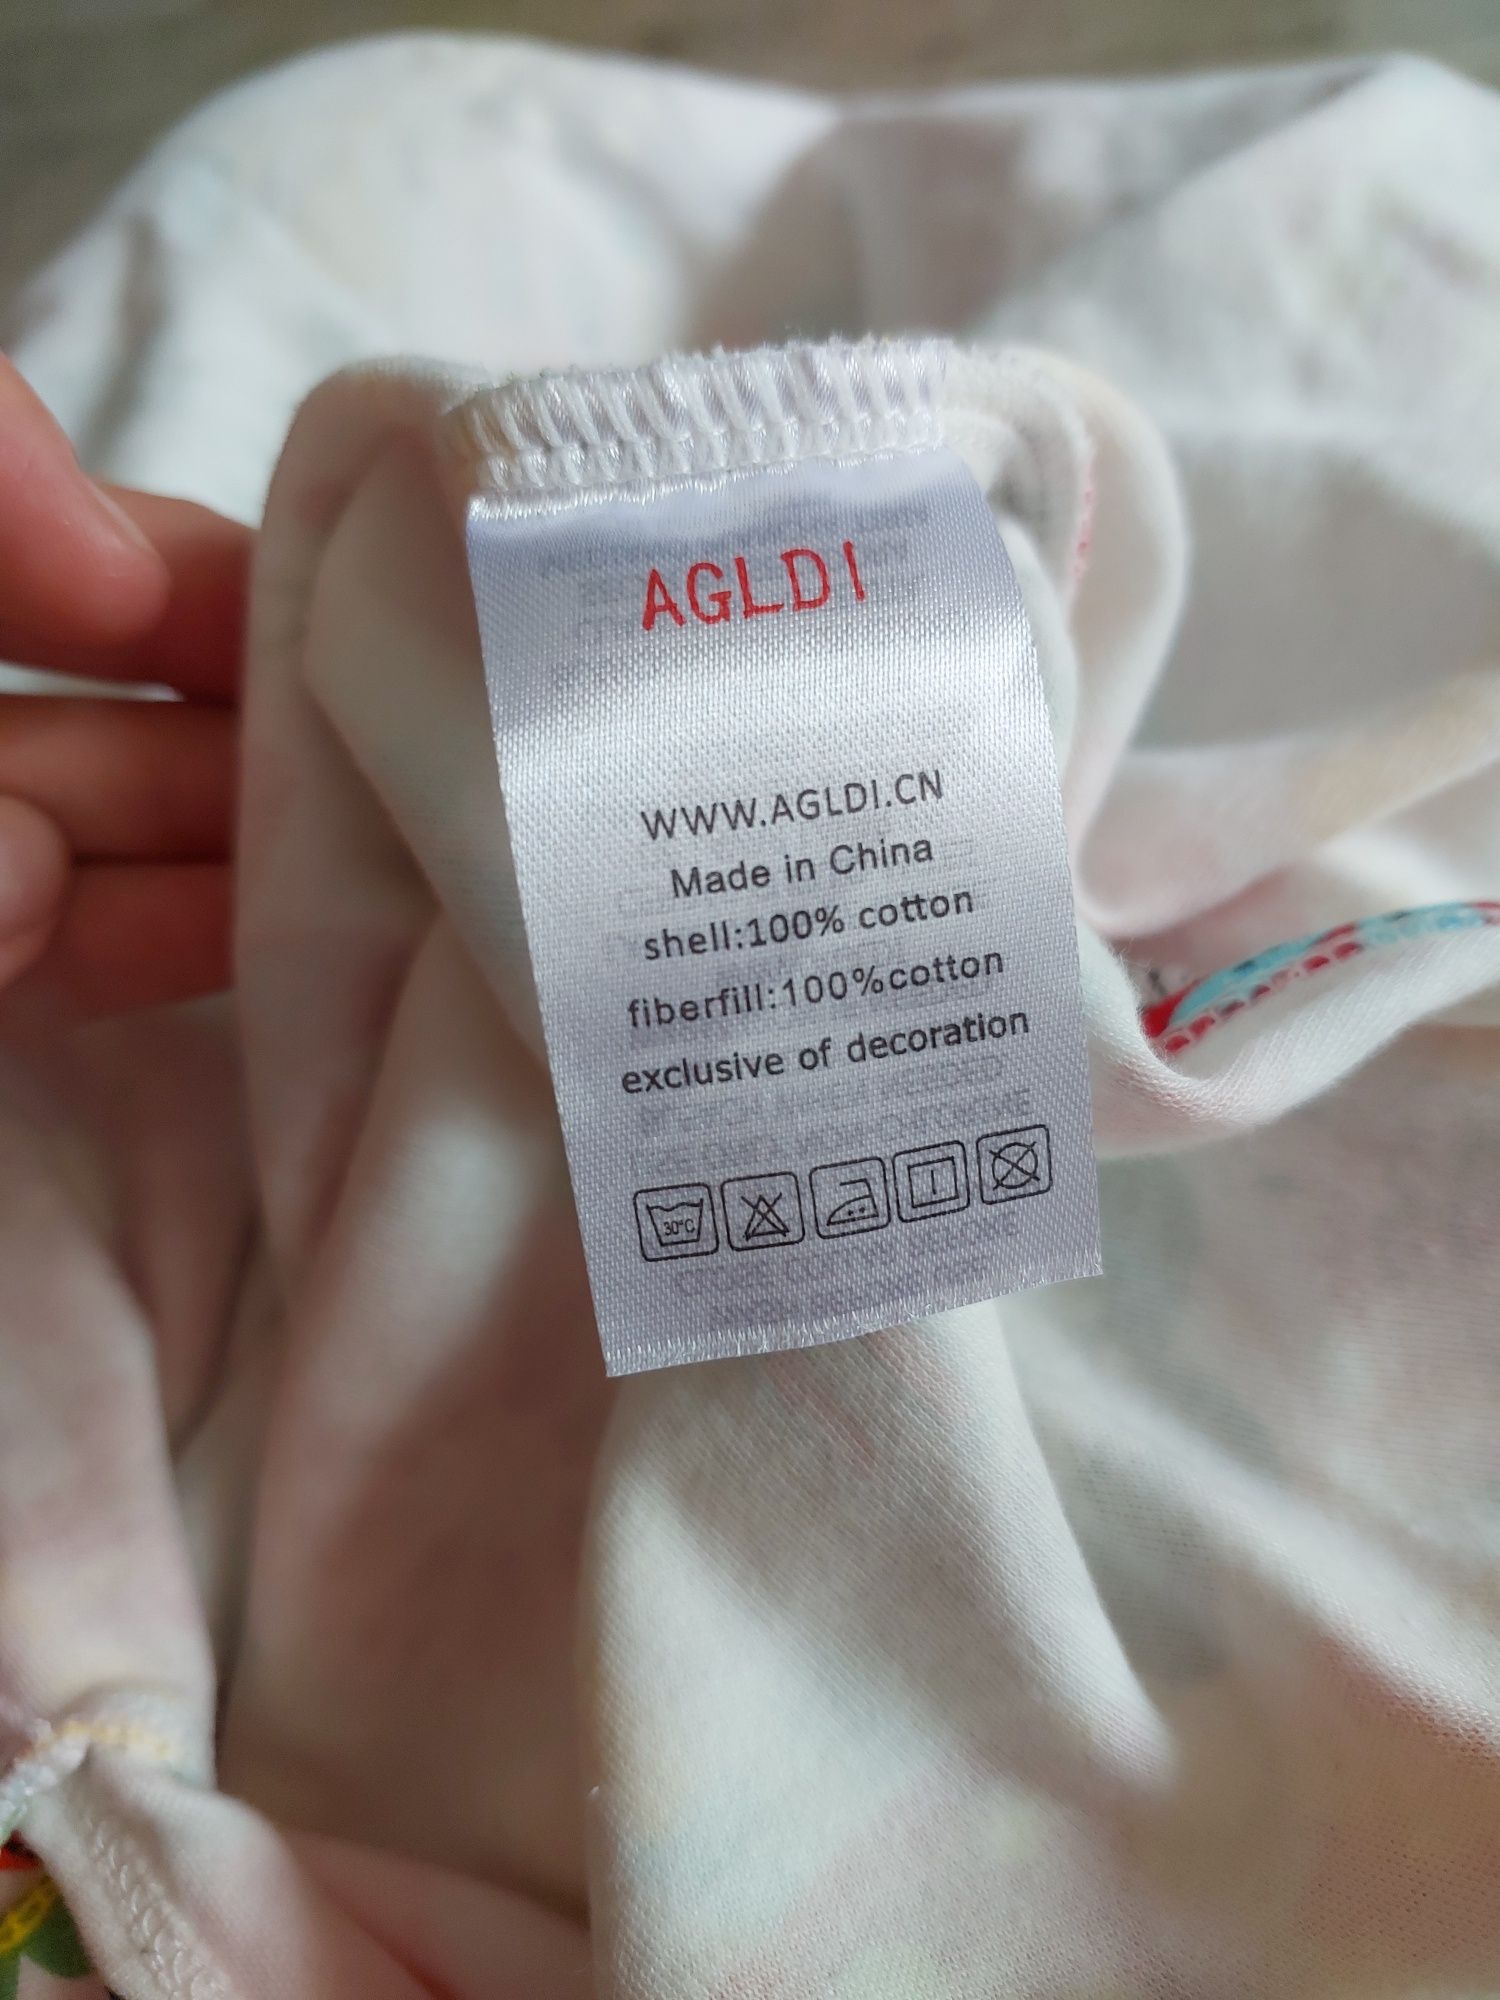 AGLDI
WWW.AGLDI.CN
Made in China
shell:100% cotton
fiberfill:100%cotton
exclusive of decoration
30°C